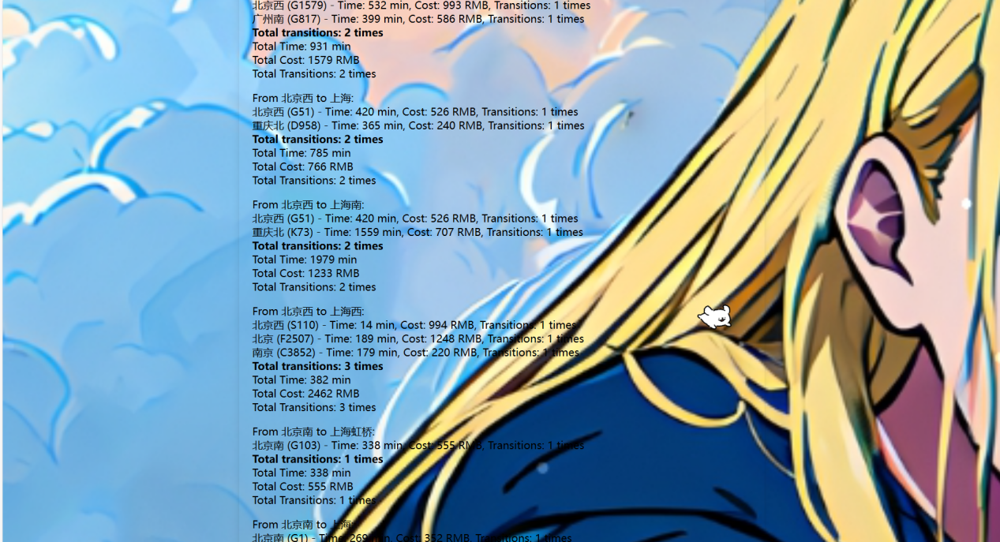 北京西 (G1579) - Time: 532 min, Cost: 993 RMB, Transitions: 1 times
广州南 (G817) - Time: 399 min, Cost: 586 RMB, Transitions: 1 times
Total transitions: 2 times
Total Time: 931 min
Total Cost: 1579 RMB
Total Transitions: 2 times
From 北京西 to 上海:
北京西 (G51) - Time: 420 min, Cost: 526 RMB, Transitions: 1 times
重庆北 (D958) - Time: 365 min, Cost: 240 RMB, Transitions: 1 times
Total transitions: 2 times
Total Time: 785 min
Total Cost: 766 RMB
Total Transitions: 2 times
From 北京西 to 上海南:
北京西 (G51) - Time: 420 min, Cost: 526 RMB, Transitions: 1 times
重庆北 (K73) - Time: 1559 min, Cost: 707 RMB, Transitions: 1 times
Total transitions: 2 times
Total Time: 1979 min
Total Cost: 1233 RMB
Total Transitions: 2 times
From 北京西 to 上海西:
北京西 (S110) - Time: 14 min, Cost: 994 RMB, Transitions: 1 times
北京 (F2507) - Time: 189 min, Cost: 1248 RMB, Transitions: 1 times
南京 (C3852) - Time: 179 min, Cost: 220 RMB, Transitions: 1 times
Total transitions: 3 times
Total Time: 382 min
Total Cost: 2462 RMB
Total Transitions: 3 times
From 北京南 to 上海虹桥:
北京南 (G103) - Time: 338 min, Cost: 555 RMB, Transitions: 1 times
Total transitions: 1 times
Total Time: 338 min
Total Cost: 555 RMB
Total Transitions: 1 times
From 北京南 to 上海:
北京南 (G1) - Time: 269 min, Cost: 352 RMB, Transitions: 1 times